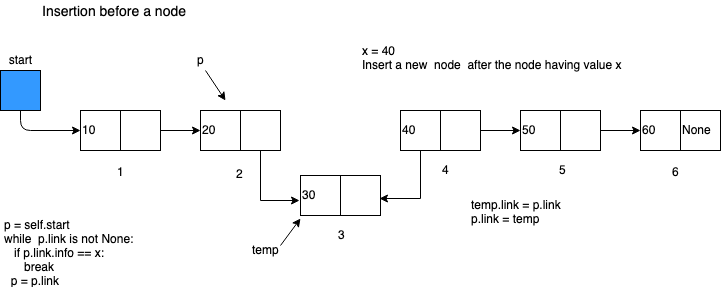 Insertion before a node
start
p
x = 40
Insert a new  node  after the node having value x
10
20
40
50
60
None
1
2
4
5
6
30
3
temp
temp.link = p.link
p.link = temp
p = self.start
while  p.link is not None:
if p.link.info == x:
break
p = p.link